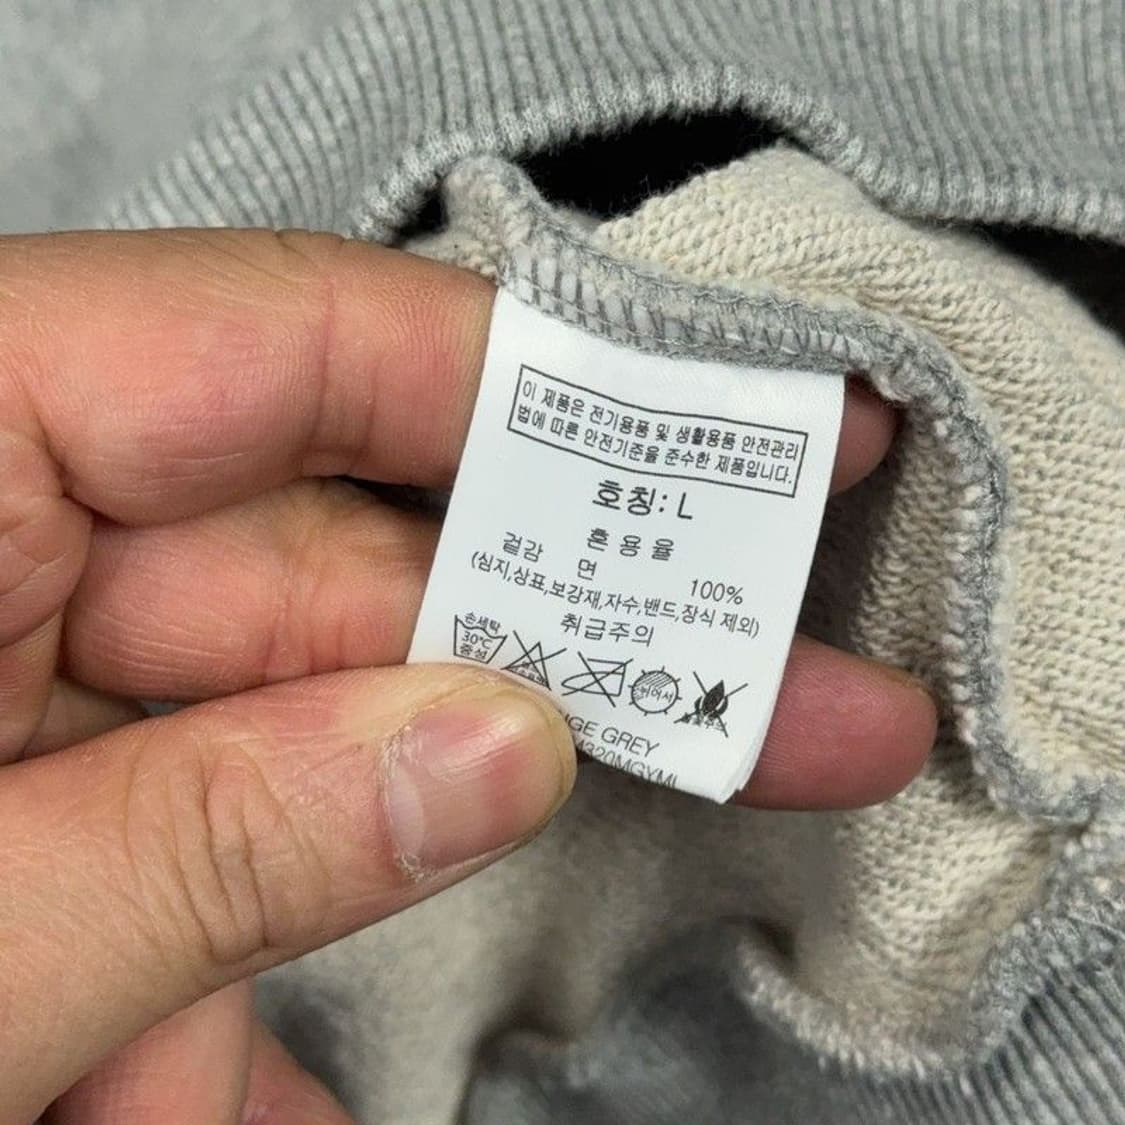 이 제품은 전기용품 및 생활용품 안전관리
법에 따른 안전기준을 준수한 제품입니다.
호칭: L
혼 용 율
겉감 면 100%
(심지,상표,보강재,자수,밴드,장식 제외)
취급주의
손세탁
30℃
중성
뉘어서
GREY